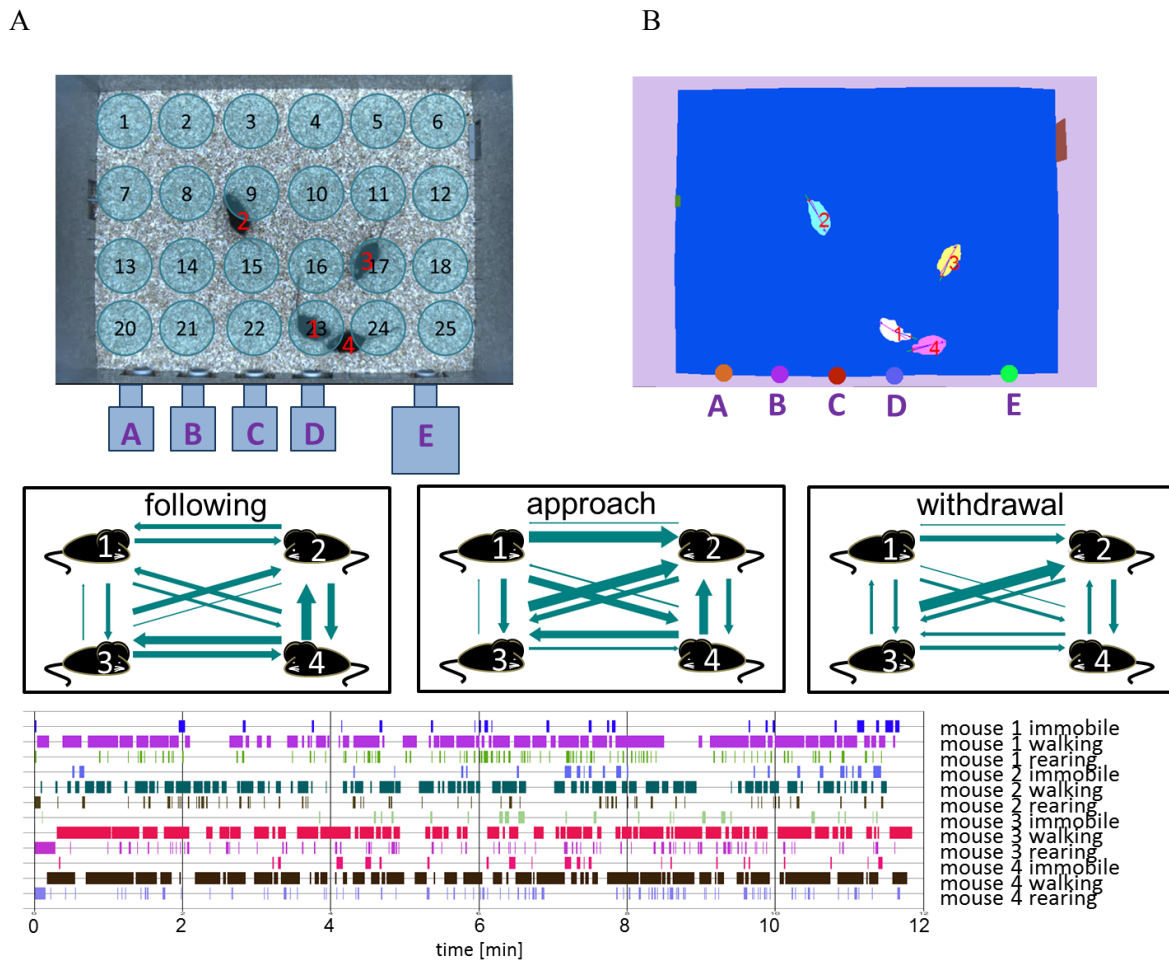 A B
1 2 3 4 5 6
7 8 9 10 11 12
2
13 14 15 16 17 18
3
20 21 22 23 24 25
1
4
A B C D E
2
3
1
4
A B C D E
following approach withdrawal
1 2 1 2 1 2
3 4 3 4 3 4
mouse 1 immobile
mouse 1 walking
mouse 1 rearing
mouse 2 immobile
mouse 2 walking
mouse 2 rearing
mouse 3 immobile
mouse 3 walking
mouse 3 rearing
mouse 4 immobile
mouse 4 walking
mouse 4 rearing
0 2 4 6 8 10 12
time [min]